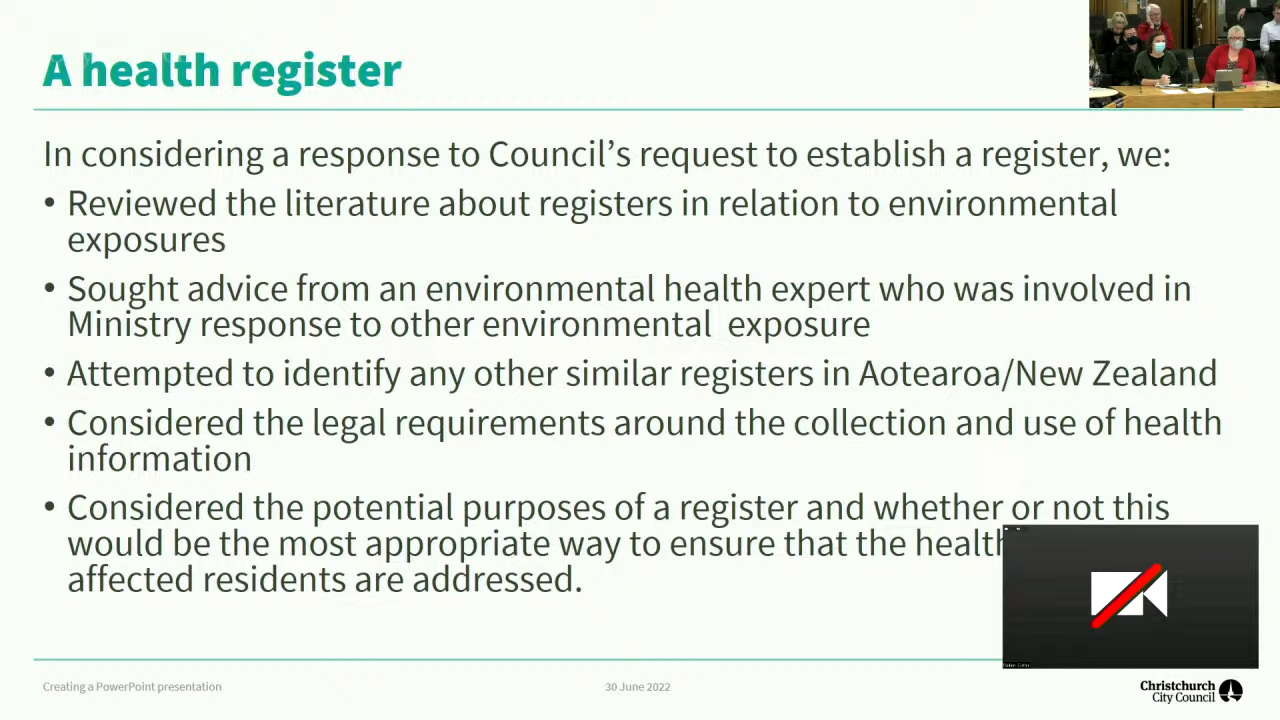 A health register
In considering a response to Council’s request to establish a register, we:
• Reviewed the literature about registers in relation to environmental
exposures
• Sought advice from an environmental health expert who was involved in
Ministry response to other environmental exposure
• Attempted to identify any other similar registers in Aotearoa/New Zealand
• Considered the legal requirements around the collection and use of health
information
• Considered the potential purposes of a register and whether or not this
would be the most appropriate way to ensure that the health
affected residents are addressed.
Creating a PowerPoint presentation
30 June 2022
Christchurch
City Council